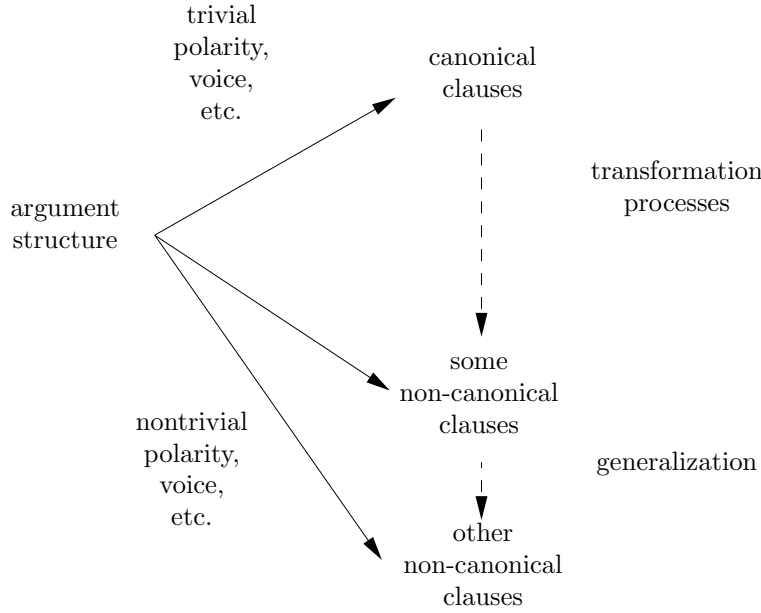 trivial
polarity,
voice,
etc.
canonical
clauses
transformation
processes
argument
structure
some
non-canonical
clauses
nontrivial
polarity,
voice,
etc.
generalization
other
non-canonical
clauses